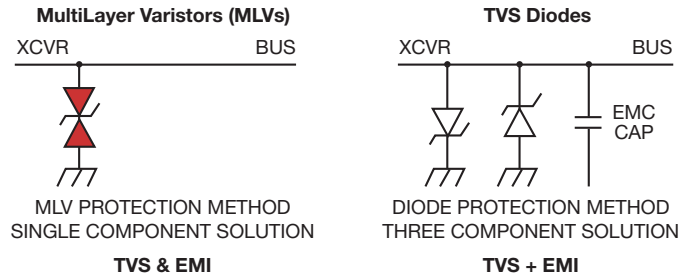 MultiLayer Varistors (MLVs)
XCVR BUS
MLV PROTECTION METHOD
SINGLE COMPONENT SOLUTION
TVS & EMI
TVS Diodes
XCVR BUS
EMC
CAP
DIODE PROTECTION METHOD
THREE COMPONENT SOLUTION
TVS + EMI